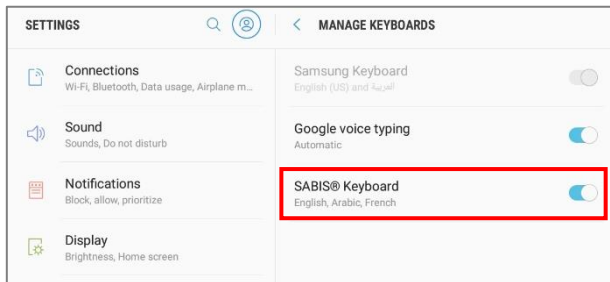 SETTINGS
Connections
Wi-Fi, Bluetooth, Data usage, Airplane m...
Sound
Sounds, Do not disturb
Notifications
Block, allow, prioritize
Display
Brightness, Home screen
MANAGE KEYBOARDS
Samsung Keyboard
English (US) and العربية
Google voice typing
Automatic
SABIS® Keyboard
English, Arabic, French